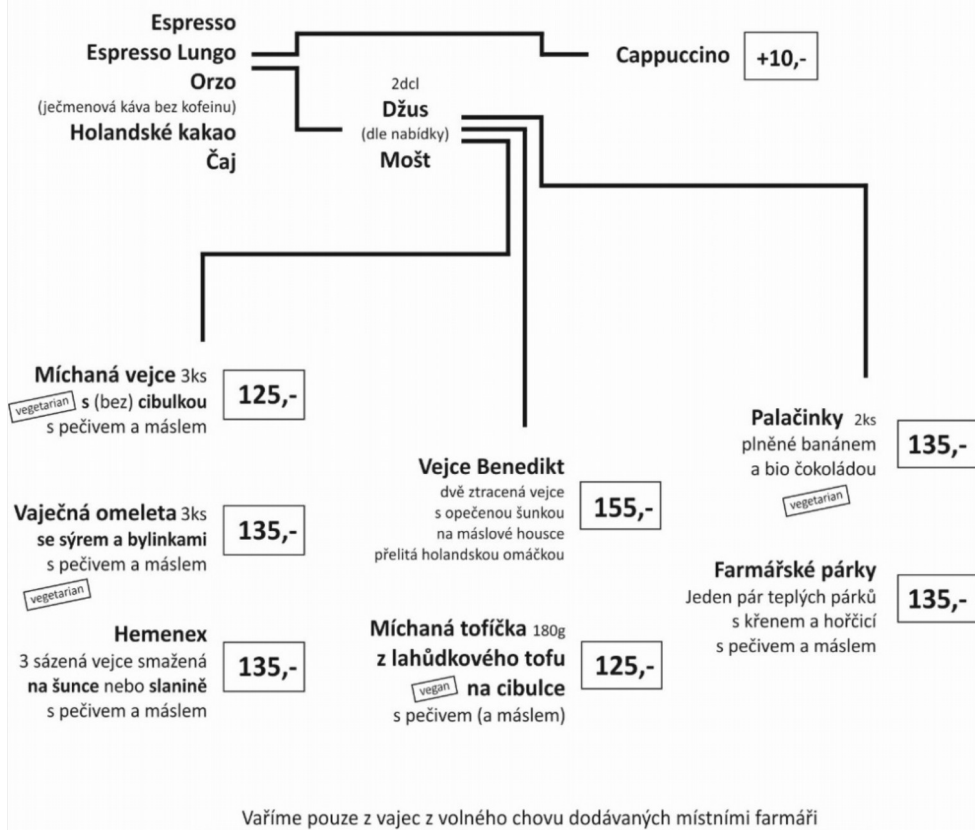 Espresso
Espresso Lungo
Orzo
(ječmenová káva bez kofeinu)
Holandské kakao
Čaj
Cappuccino +10,-
2dcl
Džus
(dle nabídky)
Mošt
Míchaná vejce 3ks
vegetarian s (bez) cibulkou
s pečivem a máslem
125,-
Vaječná omeleta 3ks
se sýrem a bylinkami
s pečivem a máslem
vegetarian
135,-
Hemenex
3 sázená vejce smažená
na šunce nebo slanině
s pečivem a máslem
135,-
Vejce Benedikt
dvě ztracená vejce
s opečenou šunkou
na máslové housce
přelitá holandskou omáčkou
155,-
Míchaná tofíčka 180g
z lahůdkového tofu
vegan na cibulce
s pečivem (a máslem)
125,-
Palačinky 2ks
plněné banánem
a bio čokoládou
vegetarian
135,-
Farmářské párky
Jeden pár teplých párků
s křenem a hořčicí
s pečivem a máslem
135,-
Vaříme pouze z vajec z volného chovu dodávaných místními farmáři